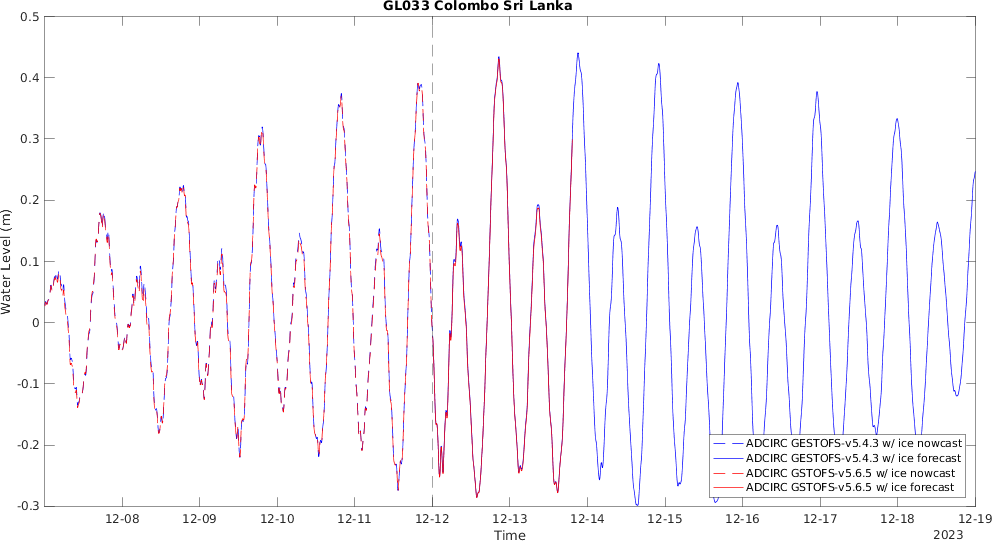 GL033 Colombo Sri Lanka
0.5
0.4
0.3
0.2
0.1
0
-0.1
-0.2
-0.3
Water Level (m)
ADCIRC GESTOFS-v5.4.3 w/ ice nowcast
ADCIRC GESTOFS-v5.4.3 w/ ice forecast
ADCIRC GSTOFS-v5.6.5 w/ ice nowcast
ADCIRC GSTOFS-v5.6.5 w/ ice forecast
12-08 12-09 12-10 12-11 12-12 12-13 12-14 12-15 12-16 12-17 12-18 12-19
Time
2023